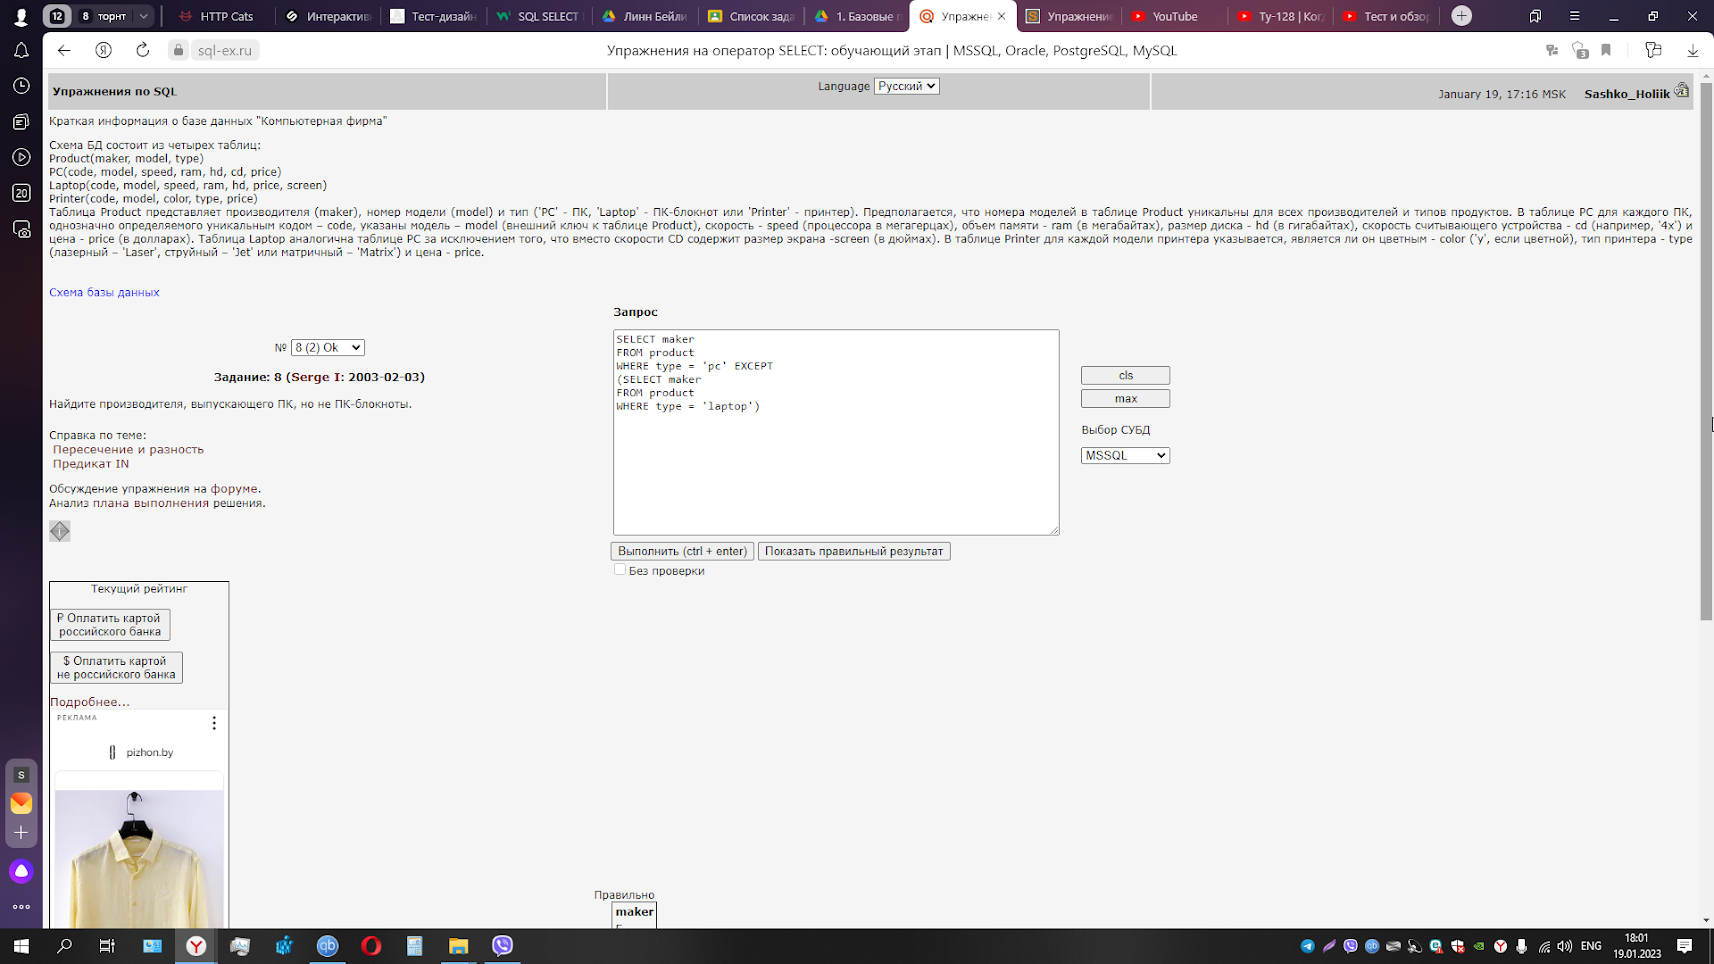 12
8 торнт
HTTP Cats
Интерактив
Тест-дизайн
SQL SELECT
Линн Бейли
Список зада
1. Базовые п
Упражнен
Упражнение
YouTube
Ту-128 | Ког
Тест и обзор
sql-ex.ru
Упражнения на оператор SELECT: обучающий этап | MSSQL, Oracle, PostgreSQL, MySQL
3
20
Упражнения по SQL
Language Русский
January 19, 17:16 MSK Sashko_Holiik
Краткая информация о базе данных "Компьютерная фирма"
Схема БД состоит из четырех таблиц:
Product(maker, model, type)
PC(code, model, speed, ram, hd, cd, price)
Laptop(code, model, speed, ram, hd, price, screen)
Printer(code, model, color, type, price)
Таблица Product представляет производителя (maker), номер модели (model) и тип ('PC' - ПК, 'Laptop' - ПК-блокнот или 'Printer' - принтер). Предполагается, что номера моделей в таблице Product уникальны для всех производителей и типов продуктов. В таблице PC для каждого ПК,
однозначно определяемого уникальным кодом – code, указаны модель – model (внешний ключ к таблице Product), скорость - speed (процессора в мегагерцах), объем памяти - ram (в мегабайтах), размер диска - hd (в гигабайтах), скорость считывающего устройства - cd (например, '4x') и
цена - price (в долларах). Таблица Laptop аналогична таблице PC за исключением того, что вместо скорости CD содержит размер экрана -screen (в дюймах). В таблице Printer для каждой модели принтера указывается, является ли он цветным - color ('y', если цветной), тип принтера - type
(лазерный – 'Laser', струйный – 'Jet' или матричный – 'Matrix') и цена - price.
Схема базы данных
Запрос
№ 8 (2) Ok
Задание: 8 (Serge I: 2003-02-03)
Найдите производителя, выпускающего ПК, но не ПК-блокноты.
Справка по теме:
Пересечение и разность
Предикат IN
Обсуждение упражнения на форуме.
Анализ плана выполнения решения.
SELECT maker
FROM product
WHERE type = 'pc' EXCEPT
(SELECT maker
FROM product
WHERE type = 'laptop')
cls
max
Выбор СУБД
MSSQL
Выполнить (ctrl + enter)
Показать правильный результат
Без проверки
Текущий рейтинг
₽ Оплатить картой
российского банка
$ Оплатить картой
не российского банка
Подробнее...
РЕКЛАМА
pizhon.by
S
Правильно
maker
ENG
18:01
19.01.2023